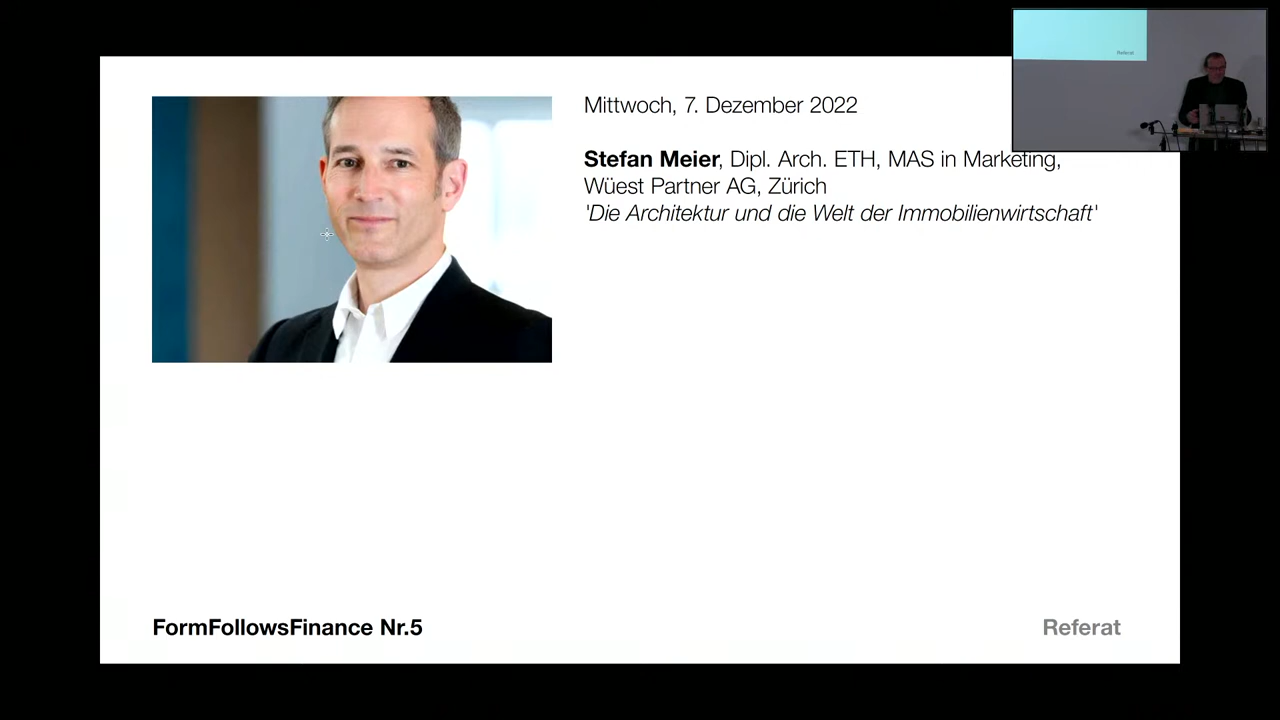 Mittwoch, 7. Dezember 2022
Stefan Meier, Dipl. Arch. ETH, MAS in Marketing,
Wüest Partner AG, Zürich
'Die Architektur und die Welt der Immobilienwirtschaft'
FormFollowsFinance Nr.5
Referat
Referat